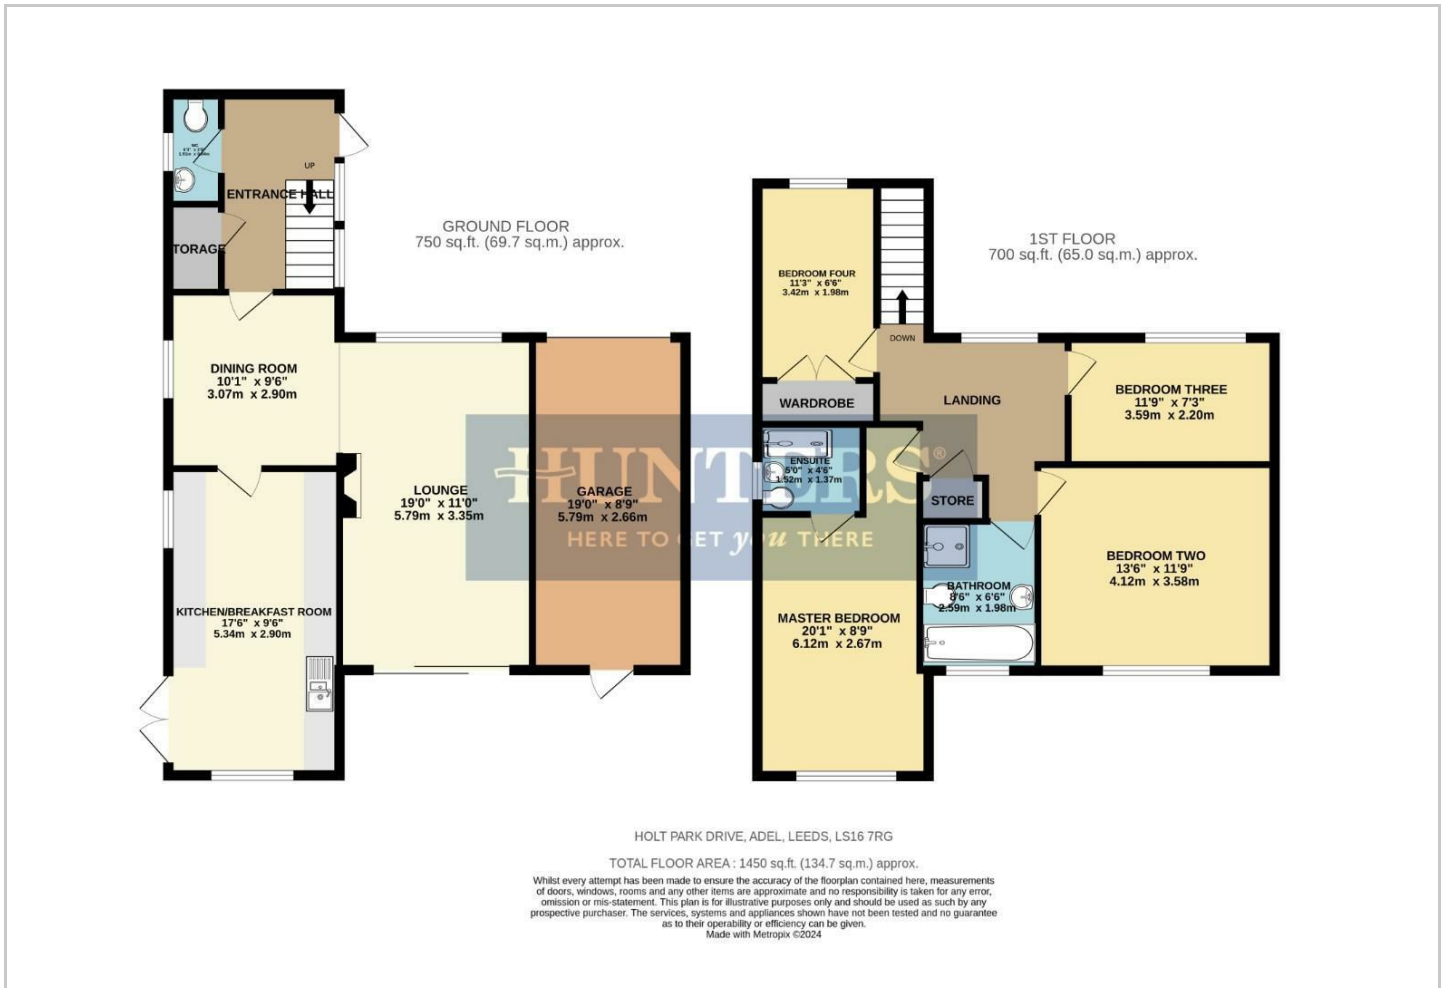 UP
ENTRANCE HALL
TORAGE
GROUND FLOOR
750 sq.ft. (69.7 sq.m.) approx.
DINING ROOM
10'1" x 9'6"
3.07m x 2.90m
LOUNGE
19'0" x 11'0"
5.79m x 3.35m
GARAGE
19'0" x 8'9"
5.79m x 2.66m
KITCHEN/BREAKFAST ROOM
17'6" x 9'6"
5.34m x 2.90m
1ST FLOOR
700 sq.ft. (65.0 sq.m.) approx.
BEDROOM FOUR
11'3" x 6'6"
3.42m x 1.98m
DOWN
WARDROBE
LANDING
BEDROOM THREE
11'9" x 7'3"
3.59m x 2.20m
ENSUITE
5'0" x 4'6"
1.52m x 1.37m
STORE
BEDROOM TWO
13'6" x 11'9"
4.12m x 3.58m
BATHROOM
8'6" x 6'6"
2.59m x 1.98m
MASTER BEDROOM
20'1" x 8'9"
6.12m x 2.67m
HUNTERS®
HERE TO GET you THERE
HOLT PARK DRIVE, ADEL, LEEDS, LS16 7RG
TOTAL FLOOR AREA : 1450 sq.ft. (134.7 sq.m.) approx.
Whilst every attempt has been made to ensure the accuracy of the floorplan contained here, measurements
of doors, windows, rooms and any other items are approximate and no responsibility is taken for any error,
omission or mis-statement. This plan is for illustrative purposes only and should be used as such by any
prospective purchaser. The services, systems and appliances shown have not been tested and no guarantee
as to their operability or efficiency can be given.
Made with Metropix ©2024